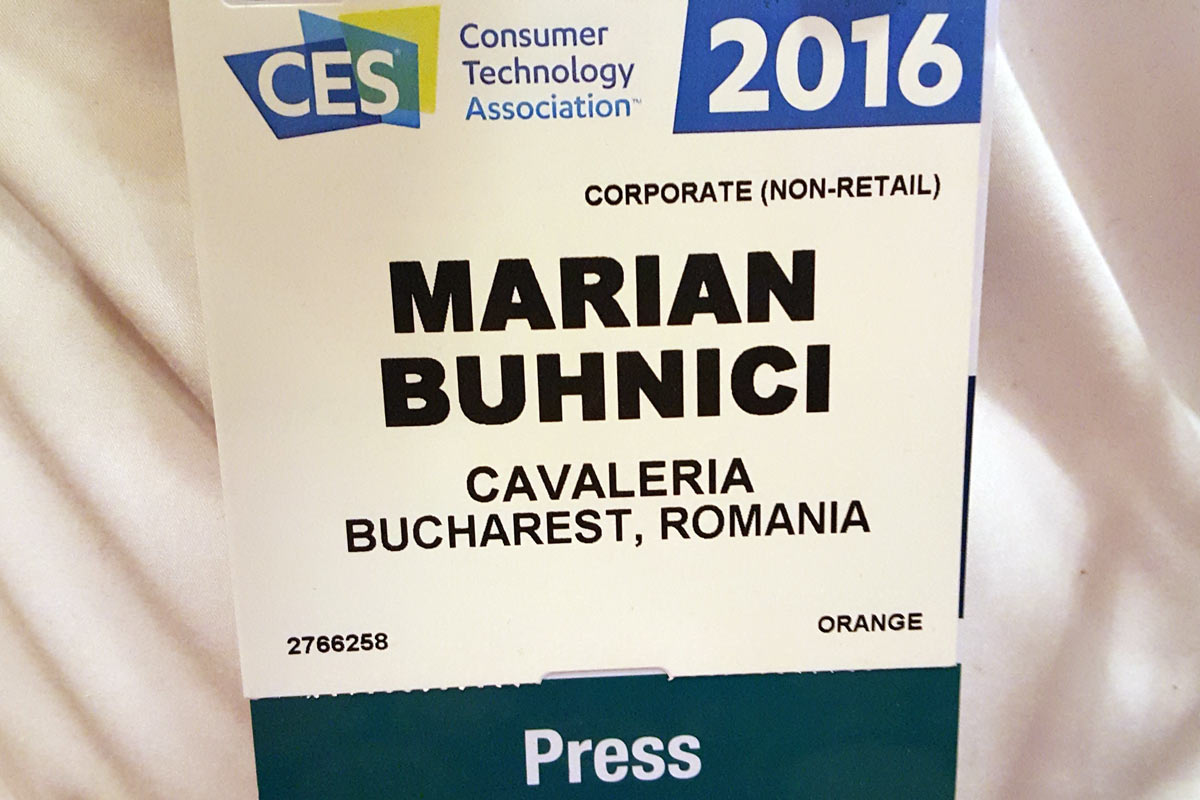 CES
Consumer
Technology
Association™
2016
CORPORATE (NON-RETAIL)
MARIAN
BUHNICI
CAVALERIA
BUCHAREST, ROMANIA
2766258
ORANGE
Press